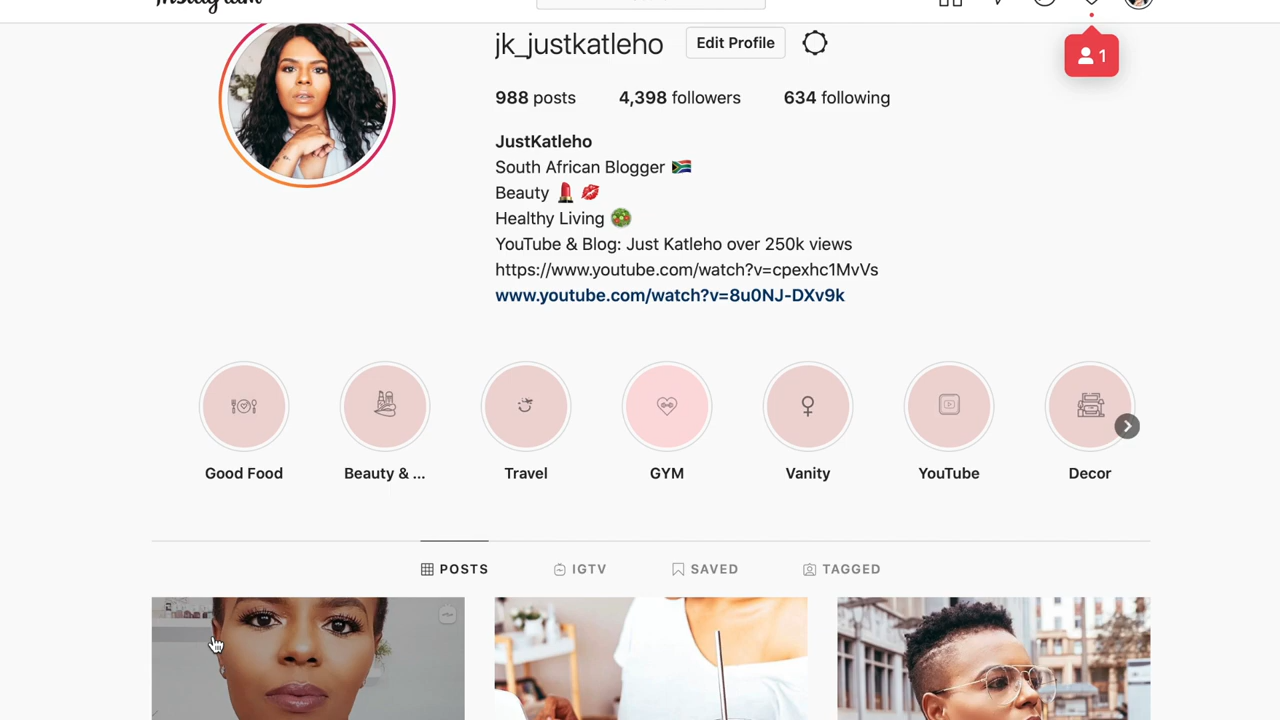 Instagram
jk_justkatleho
Edit Profile
1
988 posts
4,398 followers
634 following
JustKatleho
South African Blogger 🇿🇦
Beauty 💄 💋
Healthy Living 🥗
YouTube & Blog: Just Katleho over 250k views
https://www.youtube.com/watch?v=cpexhc1MvVs
www.youtube.com/watch?v=8u0NJ-DXv9k
Good Food
Beauty & ...
Travel
GYM
Vanity
YouTube
Decor
POSTS
IGTV
SAVED
TAGGED